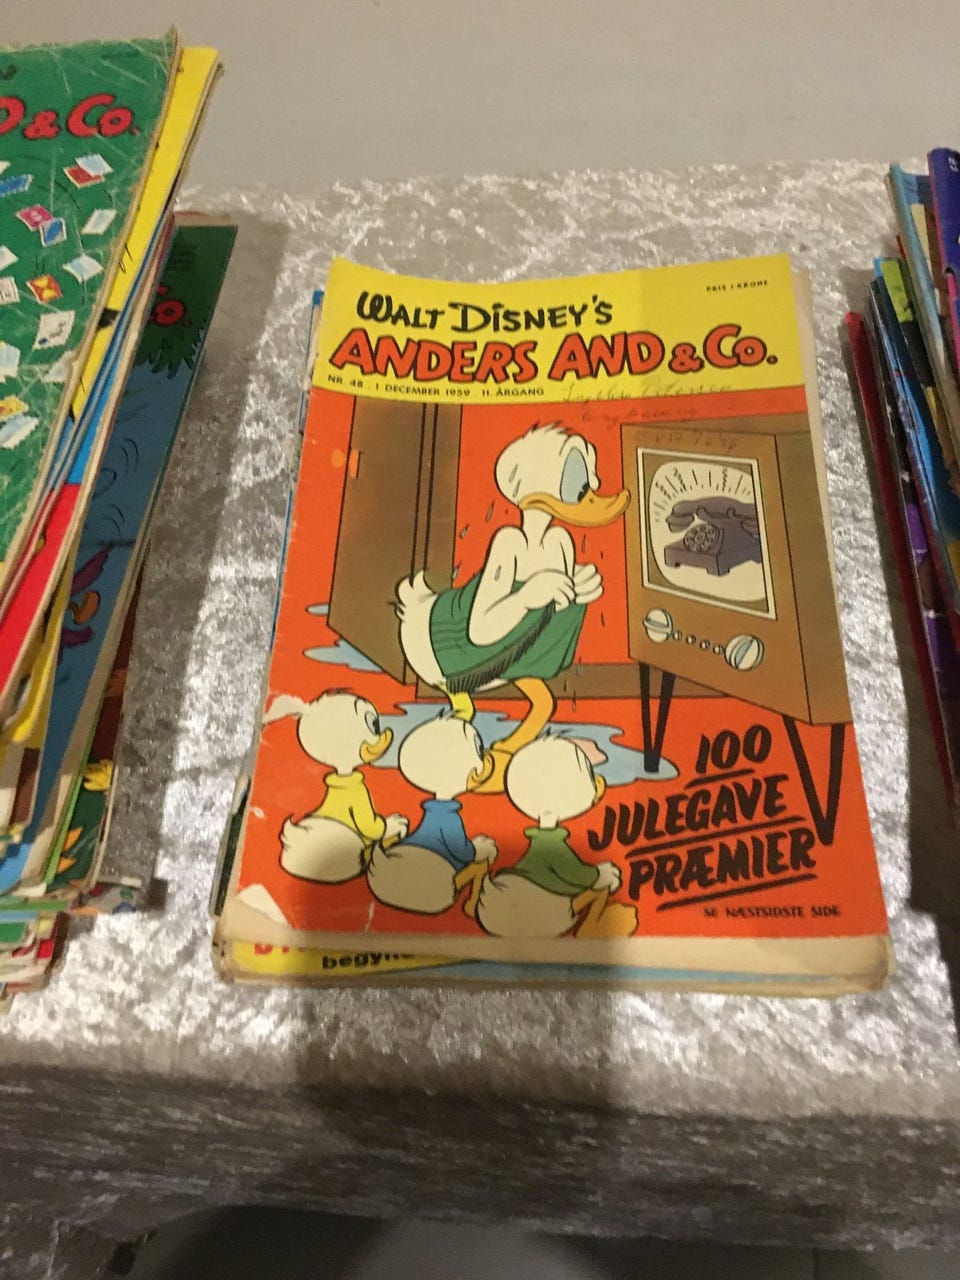 & Co.
Co.
WALT DISNEY'S
PRIS 1 KRONE
ANDERS AND & Co.
NR. 48 . 1 DECEMBER 1959 . 11. ÅRGANG
100
JULEGAVE
PRÆMIER
SE NÆSTSIDSTE SIDE